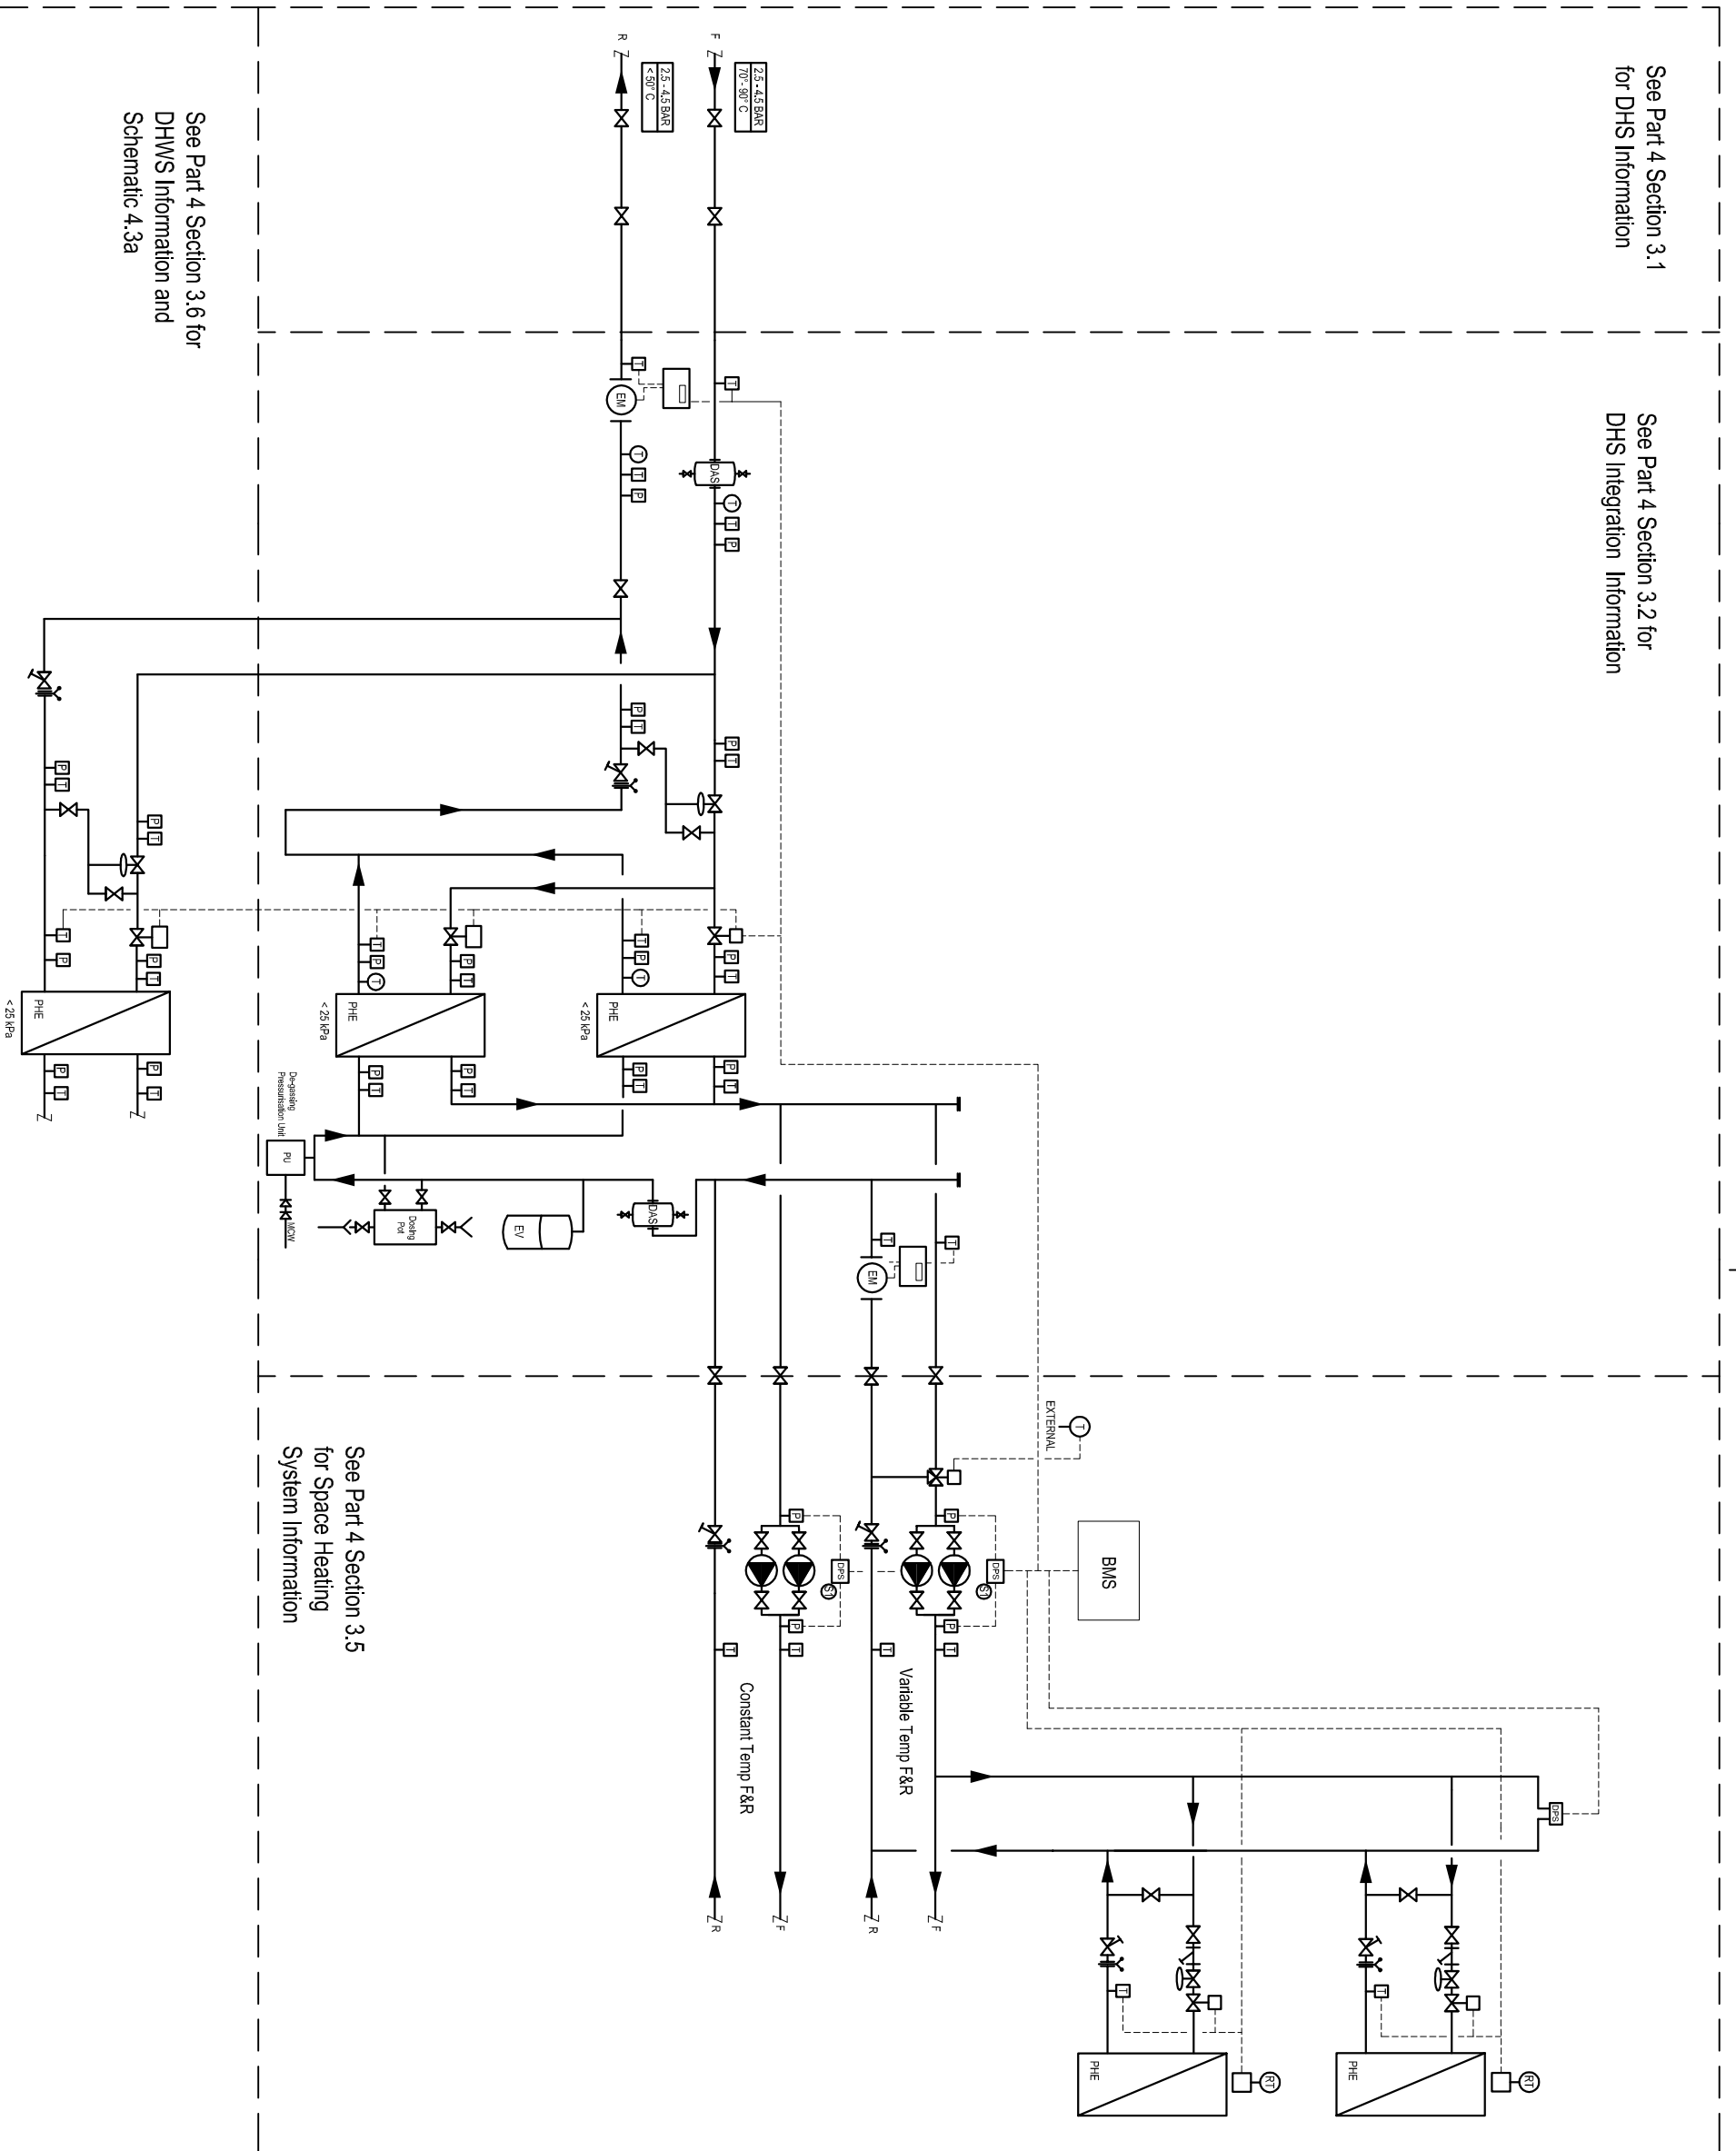 See Part 4 Section 3.1
for DHS Information
See Part 4 Section 3.2 for
DHS Integration Information
F
2.5 - 4.5 BAR
70°- 90° C
R
2.5 - 4.5 BAR
< 50° C
See Part 4 Section 3.6 for
DHWS Information and
Schematic 4.3a
T
T
EM
T
T
P
DAS
T
T
P
P
T
P
T
P
T
P
T
T
P
P
T
T
P
T
P
T
T
P
T
P
T
PHE
< 25 kPa
PHE
< 25 kPa
PHE
< 25 kPa
P
T
P
T
P
T
P
T
P
T
P
T
De-gassing
Pressurisation Unit
PU
MCW
Dosing
Pot
EV
DAS
T
EM
T
EXTERNAL
T
BMS
P
DPS
S1
P
T
P
DPS
S1
P
T
T
T
Variable Temp F&R
Constant Temp F&R
See Part 4 Section 3.5
for Space Heating
System Information
DPS
F
R
F
R
T
T
PHE
RT
PHE
RT